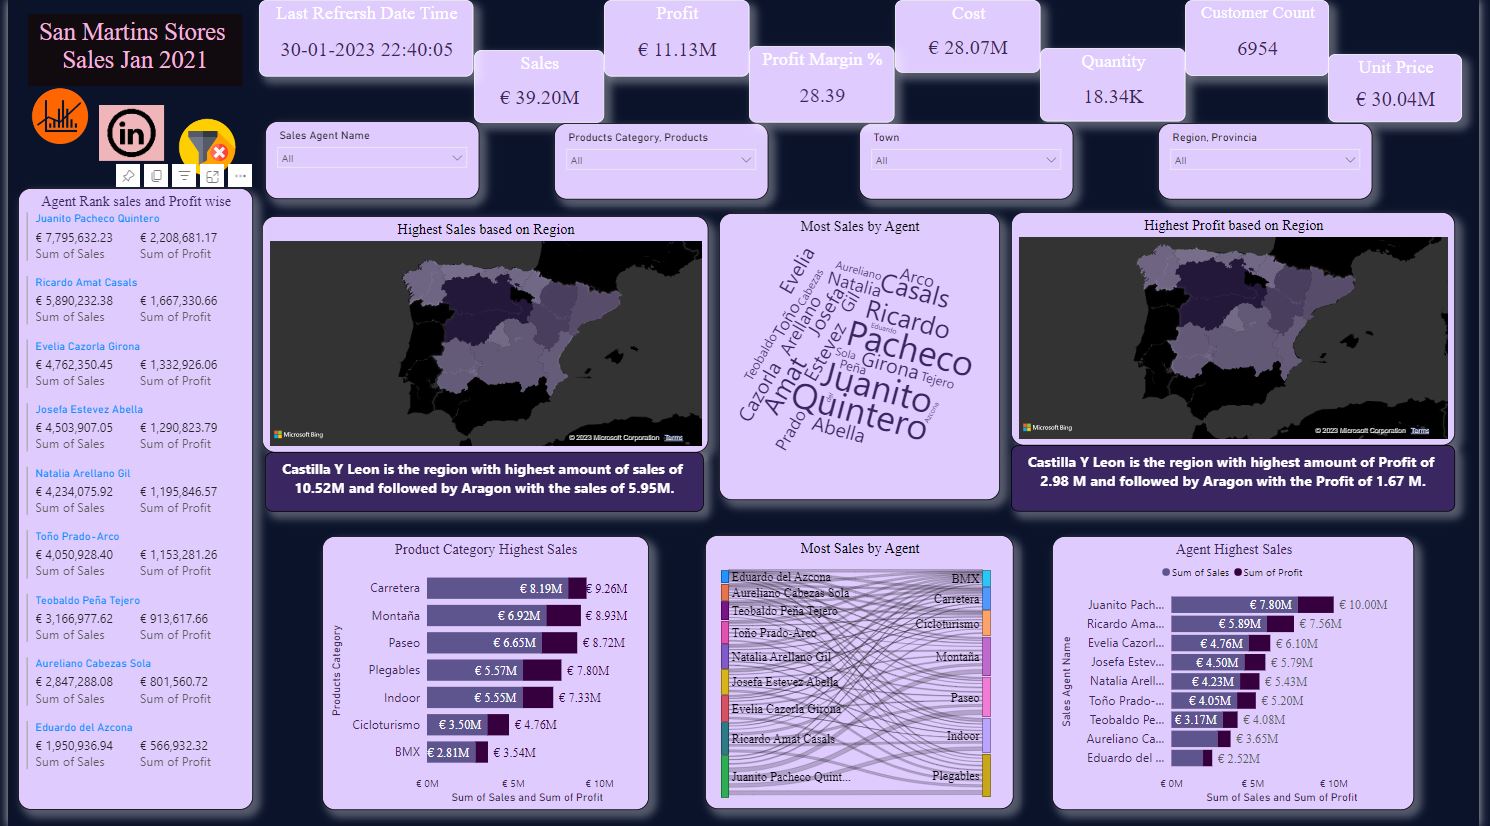 San Martins Stores
Sales Jan 2021
Last Refrersh Date Time
30-01-2023 22:40:05
Sales
€ 39.20M
Profit
€ 11.13M
Profit Margin %
28.39
Cost
€ 28.07M
Quantity
18.34K
Customer Count
6954
Unit Price
€ 30.04M
in
Sales Agent Name
All
Products Category, Products
All
Town
All
Region, Provincia
All
Agent Rank sales and Profit wise
Juanito Pacheco Quintero
€ 7,795,632.23 € 2,208,681.17
Sum of Sales Sum of Profit
Ricardo Amat Casals
€ 5,890,232.38 € 1,667,330.66
Sum of Sales Sum of Profit
Evelia Cazorla Girona
€ 4,762,350.45 € 1,332,926.06
Sum of Sales Sum of Profit
Josefa Estevez Abella
€ 4,503,907.05 € 1,290,823.79
Sum of Sales Sum of Profit
Natalia Arellano Gil
€ 4,234,075.92 € 1,195,846.57
Sum of Sales Sum of Profit
Toño Prado-Arco
€ 4,050,928.40 € 1,153,281.26
Sum of Sales Sum of Profit
Teobaldo Peña Tejero
€ 3,166,977.62 € 913,617.66
Sum of Sales Sum of Profit
Aureliano Cabezas Sola
€ 2,847,288.08 € 801,560.72
Sum of Sales Sum of Profit
Eduardo del Azcona
€ 1,950,936.94 € 566,932.32
Sum of Sales Sum of Profit
Highest Sales based on Region
Microsoft Bing
© 2023 Microsoft Corporation Terms
Castilla Y Leon is the region with highest amount of sales of
10.52M and followed by Aragon with the sales of 5.95M.
Most Sales by Agent
Evelia
Cabezas
Aureliano
Arco
Natalia
Casals
Gil
Josefa
Toño
Arellano
Ricardo
Eduardo
Pacheco
Teobaldo
Estevez
Sola
Peña
Girona
Tejero
Cazorla
Amat
Juanito
del
Quintero
Azcona
Prado
Abella
Highest Profit based on Region
Microsoft Bing
© 2023 Microsoft Corporation Terms
Castilla Y Leon is the region with highest amount of Profit of
2.98 M and followed by Aragon with the Profit of 1.67 M.
Product Category Highest Sales
Products Category
Carretera € 8.19M € 9.26M
Montaña € 6.92M € 8.93M
Paseo € 6.65M € 8.72M
Plegables € 5.57M € 7.80M
Indoor € 5.55M € 7.33M
Cicloturismo € 3.50M € 4.76M
BMX € 2.81M € 3.54M
€ 0M € 5M € 10M
Sum of Sales and Sum of Profit
Most Sales by Agent
Eduardo del Azcona
Aureliano Cabezas Sola
Teobaldo Peña Tejero
Toño Prado-Arco
Natalia Arellano Gil
Josefa Estevez Abella
Evelia Cazorla Girona
Ricardo Amat Casals
Juanito Pacheco Quint...
BMX
Carretera
Cicloturismo
Montaña
Paseo
Indoor
Plegables
Agent Highest Sales
Sum of Sales Sum of Profit
Sales Agent Name
Juanito Pach... € 7.80M € 10.00M
Ricardo Ama... € 5.89M € 7.56M
Evelia Cazorl... € 4.76M € 6.10M
Josefa Estev... € 4.50M € 5.79M
Natalia Arell... € 4.23M € 5.43M
Toño Prado-... € 4.05M € 5.20M
Teobaldo Pe... € 3.17M € 4.08M
Aureliano Ca... € 3.65M
Eduardo del ... € 2.52M
€ 0M € 5M € 10M
Sum of Sales and Sum of Profit